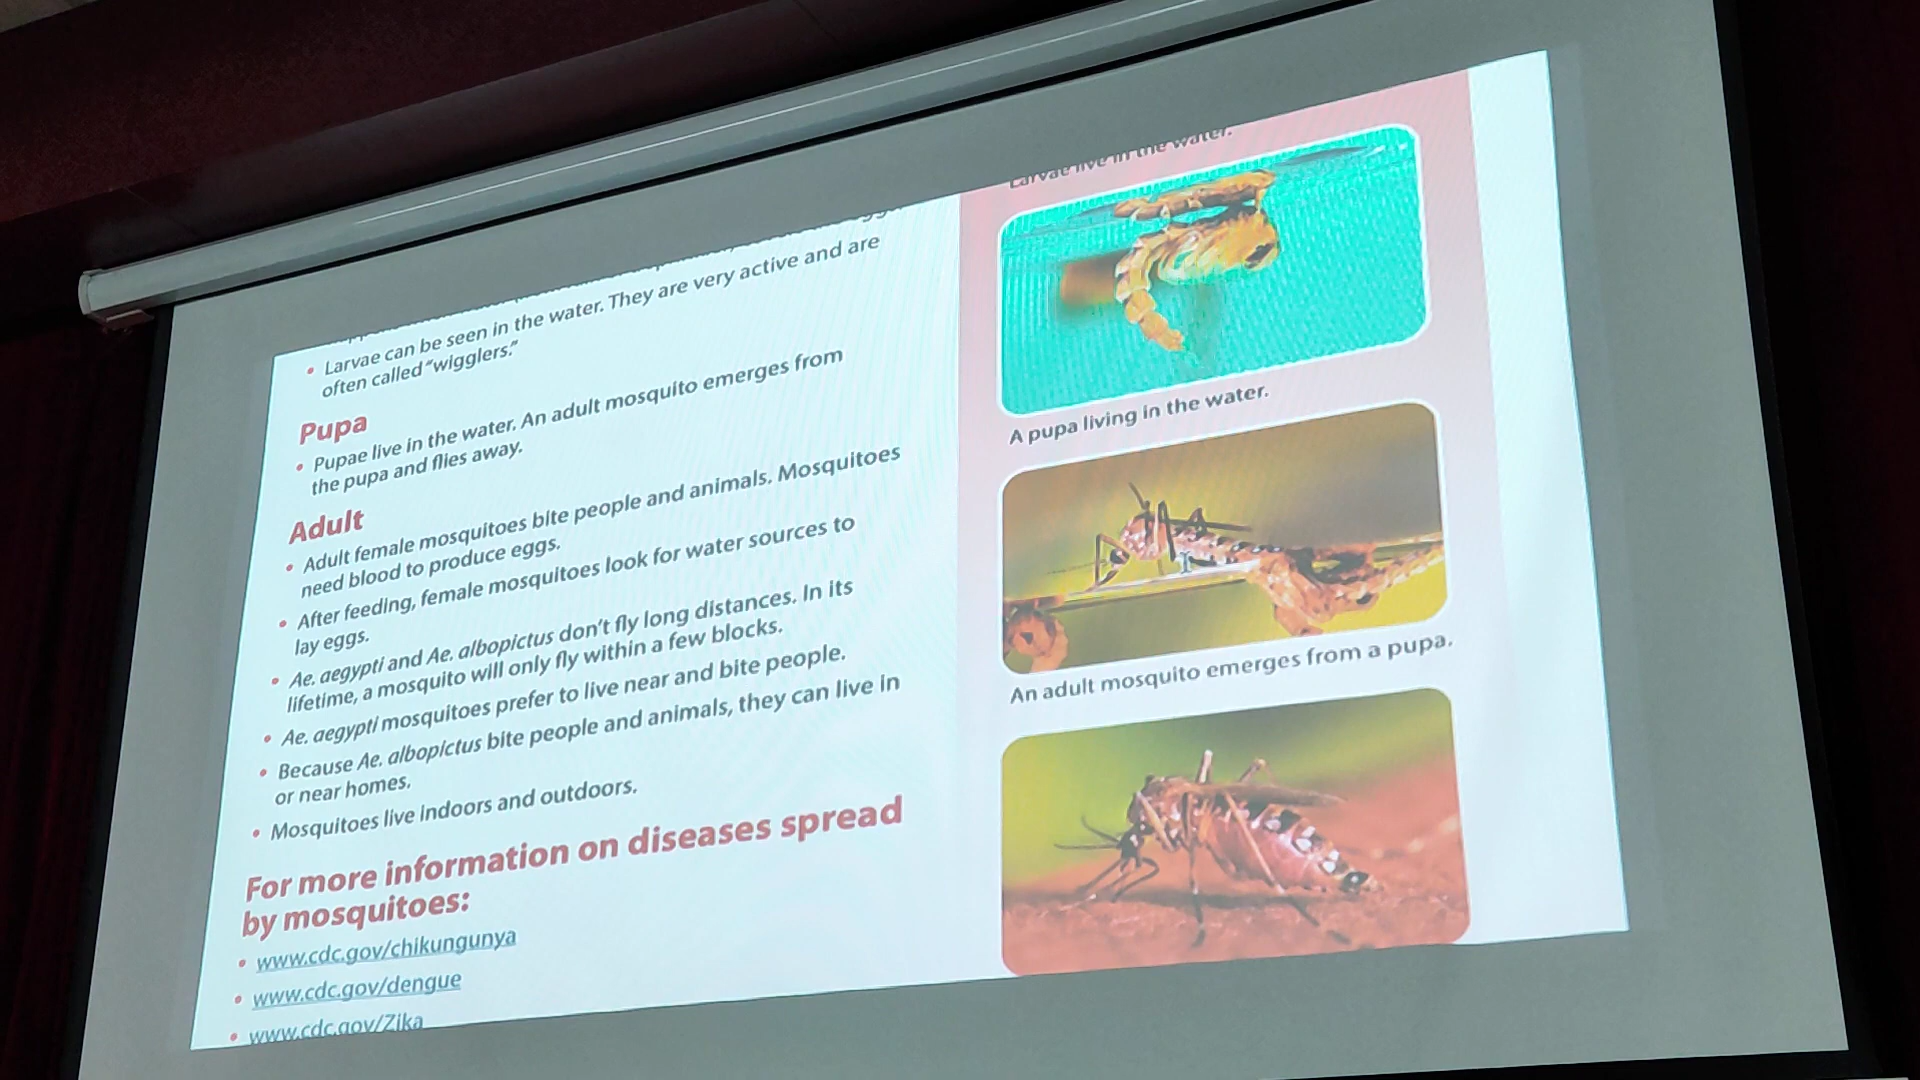 Larvae live in the water.
• Larvae can be seen in the water. They are very active and are
often called “wigglers.”
Pupa
• Pupae live in the water. An adult mosquito emerges from
the pupa and flies away.
Adult
• Adult female mosquitoes bite people and animals. Mosquitoes
need blood to produce eggs.
• After feeding, female mosquitoes look for water sources to
lay eggs.
• Ae. aegypti and Ae. albopictus don’t fly long distances. In its
lifetime, a mosquito will only fly within a few blocks.
• Ae. aegypti mosquitoes prefer to live near and bite people.
• Because Ae. albopictus bite people and animals, they can live in
or near homes.
• Mosquitoes live indoors and outdoors.
For more information on diseases spread
by mosquitoes:
• www.cdc.gov/chikungunya
• www.cdc.gov/dengue
• www.cdc.gov/Zika
A pupa living in the water.
An adult mosquito emerges from a pupa.